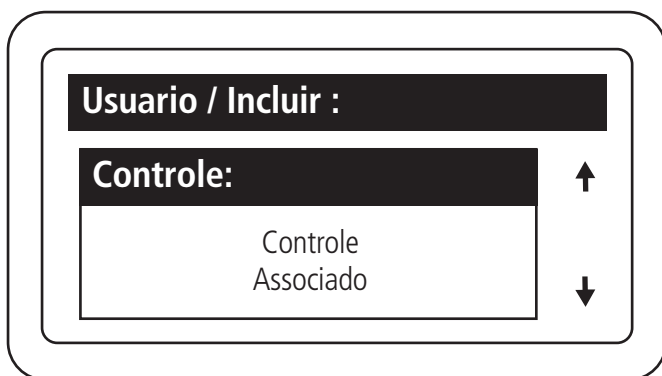 Usuario / Incluir :
Controle:
Controle
Associado